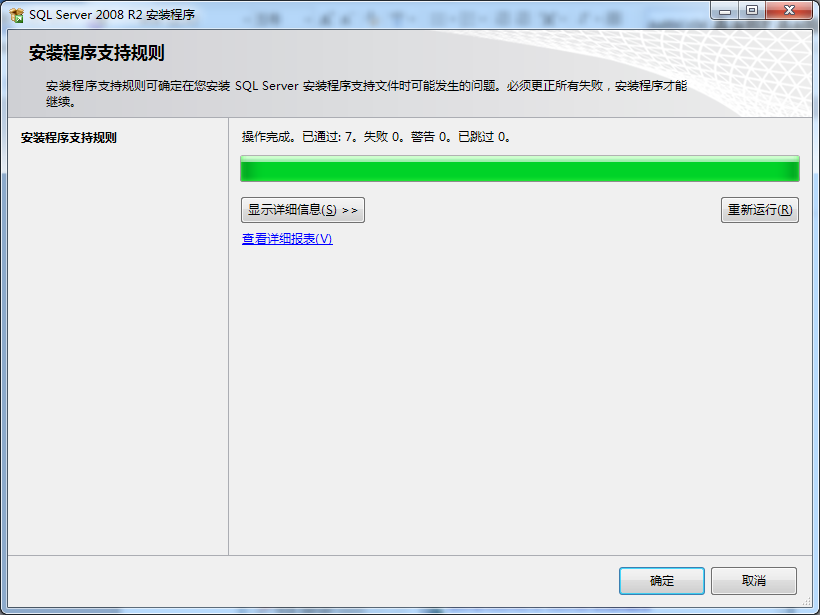 SQL Server 2008 R2 安装程序
安装程序支持规则
安装程序支持规则可确定在您安装 SQL Server 安装程序支持文件时可能发生的问题。必须更正所有失败，安装程序才能
继续。
安装程序支持规则
操作完成。已通过: 7。失败 0。警告 0。已跳过 0。
显示详细信息(S) >>
重新运行(R)
查看详细报表(V)
确定
取消